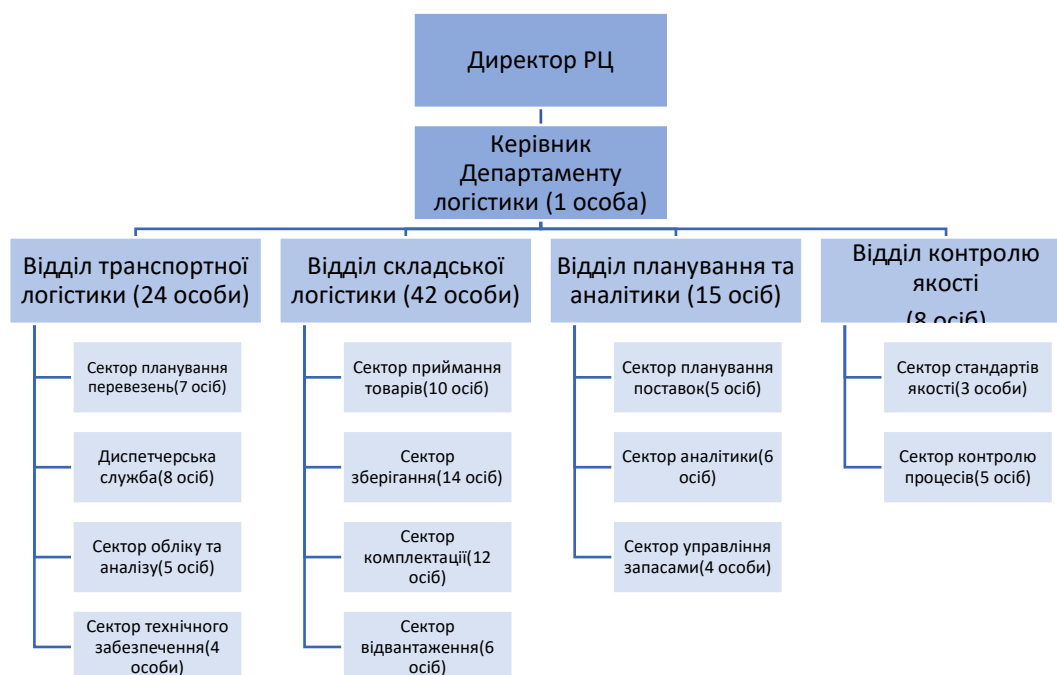 Директор РЦ
Керівник
Департаменту
логістики (1 особа)
Відділ транспортної
логістики (24 особи)
Сектор планування
перевезень(7 осіб)
Диспетчерська
служба(8 осіб)
Сектор обліку та
аналізу(5 осіб)
Сектор технічного
забезпечення(4
особи)
Відділ складської
логістики (42 особи)
Сектор приймання
товарів(10 осіб)
Сектор
зберігання(14 осіб)
Сектор
комплектації(12
осіб)
Сектор
відвантаження(6
осіб)
Відділ планування та
аналітики (15 осіб)
Сектор планування
поставок(5 осіб)
Сектор аналітики(6
осіб)
Сектор управління
запасами(4 особи)
Відділ контролю
якості
(8 осіб)
Сектор стандартів
якості(3 особи)
Сектор контролю
процесів(5 осіб)